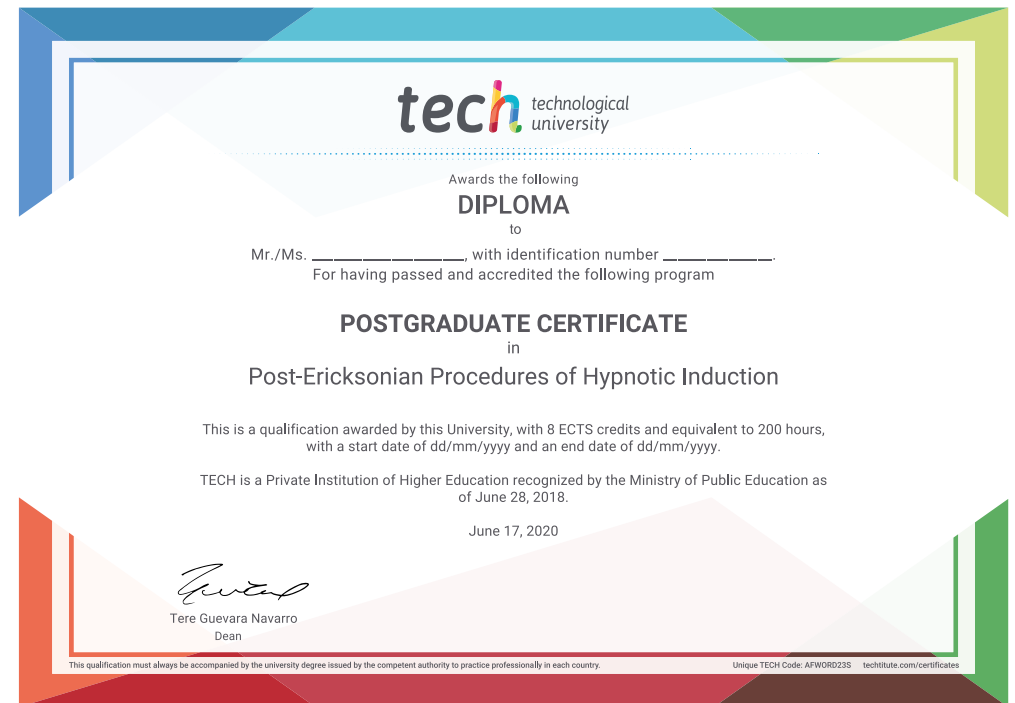 tech technological
university
Awards the following
DIPLOMA
to
Mr./Ms. ____________________, with identification number ______________.
For having passed and accredited the following program
POSTGRADUATE CERTIFICATE
in
Post-Ericksonian Procedures of Hypnotic Induction
This is a qualification awarded by this University, with 8 ECTS credits and equivalent to 200 hours,
with a start date of dd/mm/yyyy and an end date of dd/mm/yyyy.
TECH is a Private Institution of Higher Education recognized by the Ministry of Public Education as
of June 28, 2018.
June 17, 2020
Tere Guevara Navarro
Dean
This qualification must always be accompanied by the university degree issued by the competent authority to practice professionally in each country.
Unique TECH Code: AFWORD23S techtitute.com/certificates